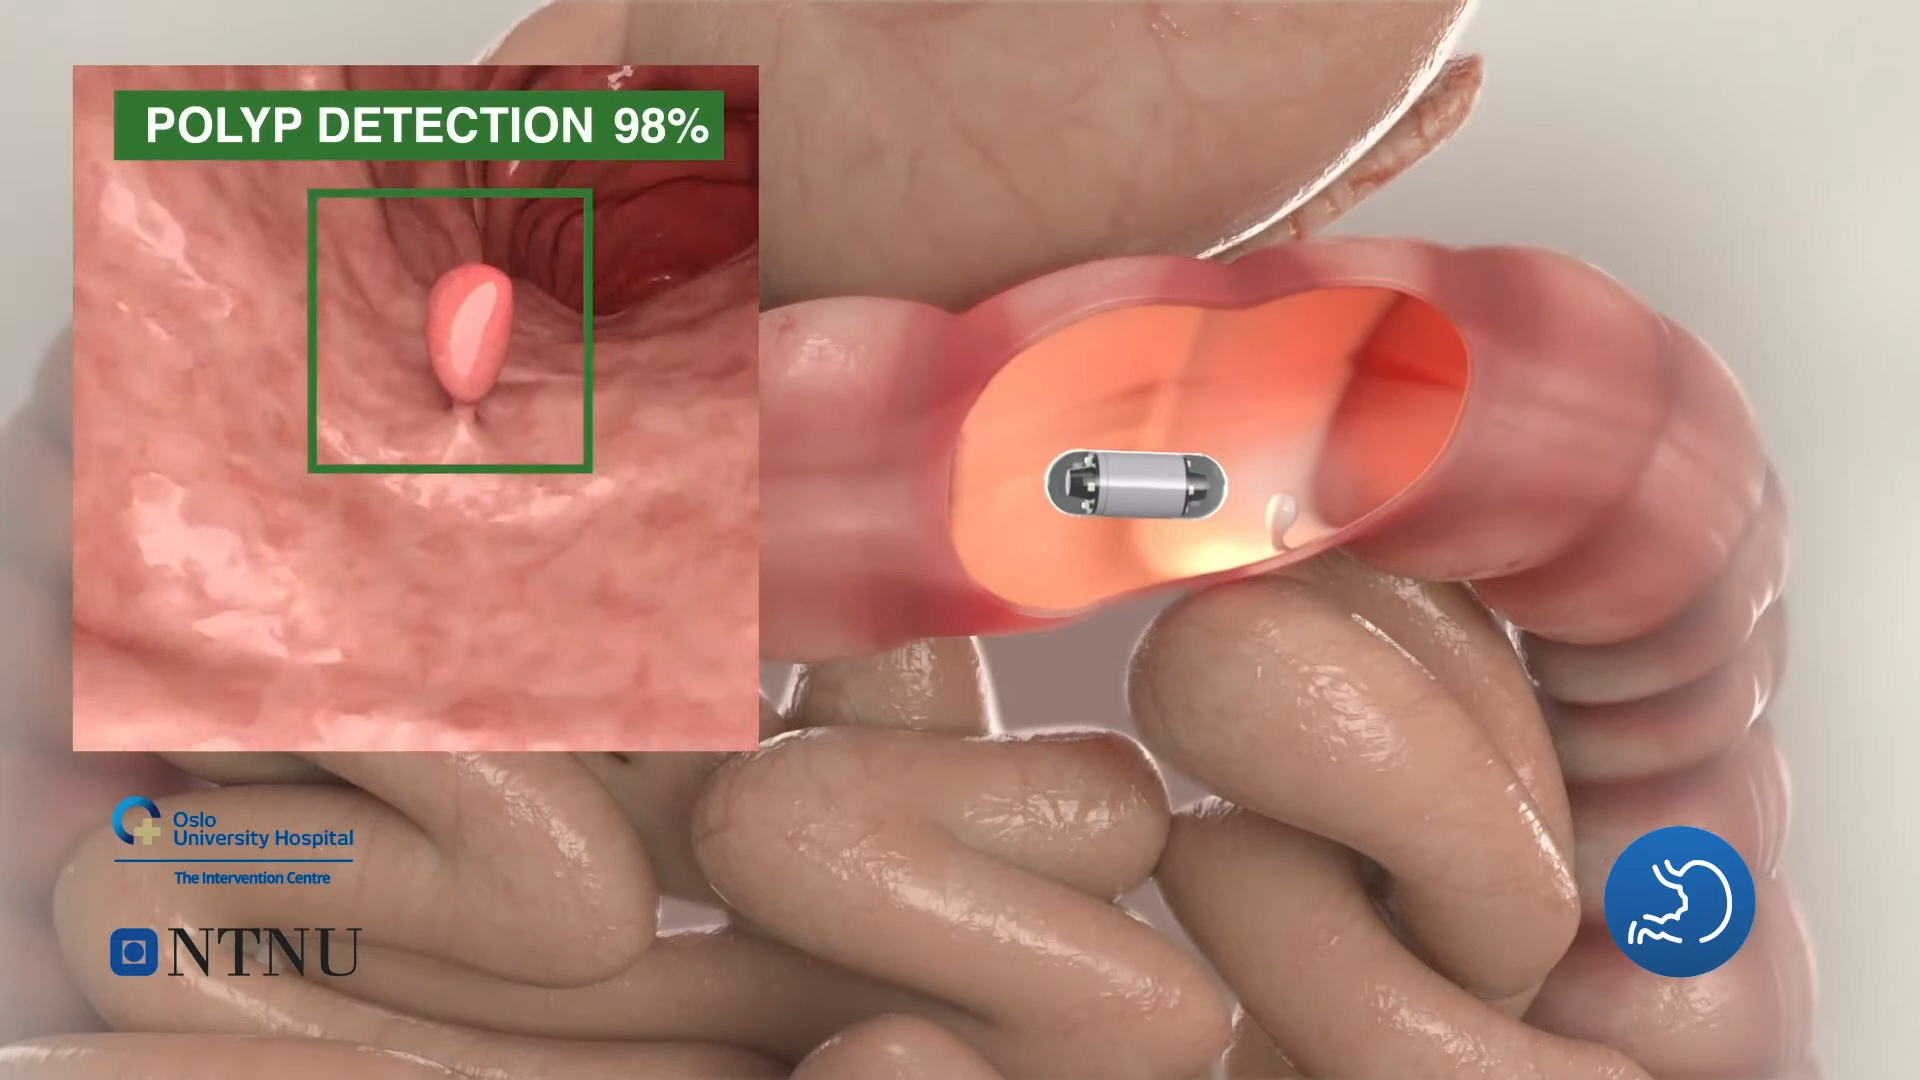 POLYP DETECTION 98%
Oslo
University Hospital
The Intervention Centre
NTNU